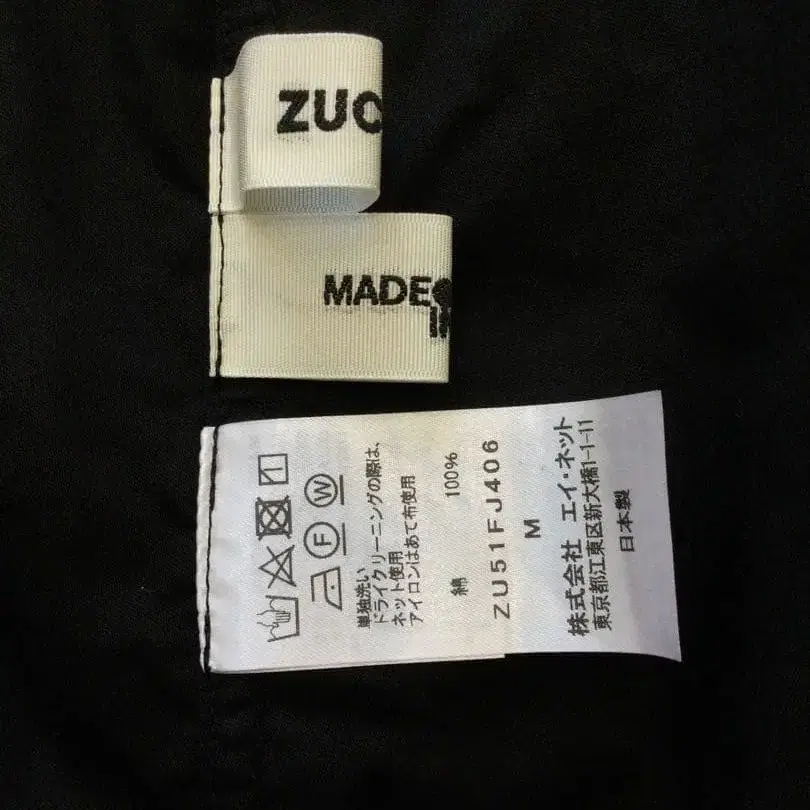 ZUC
MADE
IN
F
W
単独洗い
ドライクリーニングの際は、
ネット使用
アイロンはあて布使用
綿 100%
ZU51FJ406
M
株式会社 エイ・ネット
東京都江東区新大橋1-1-11
日本製